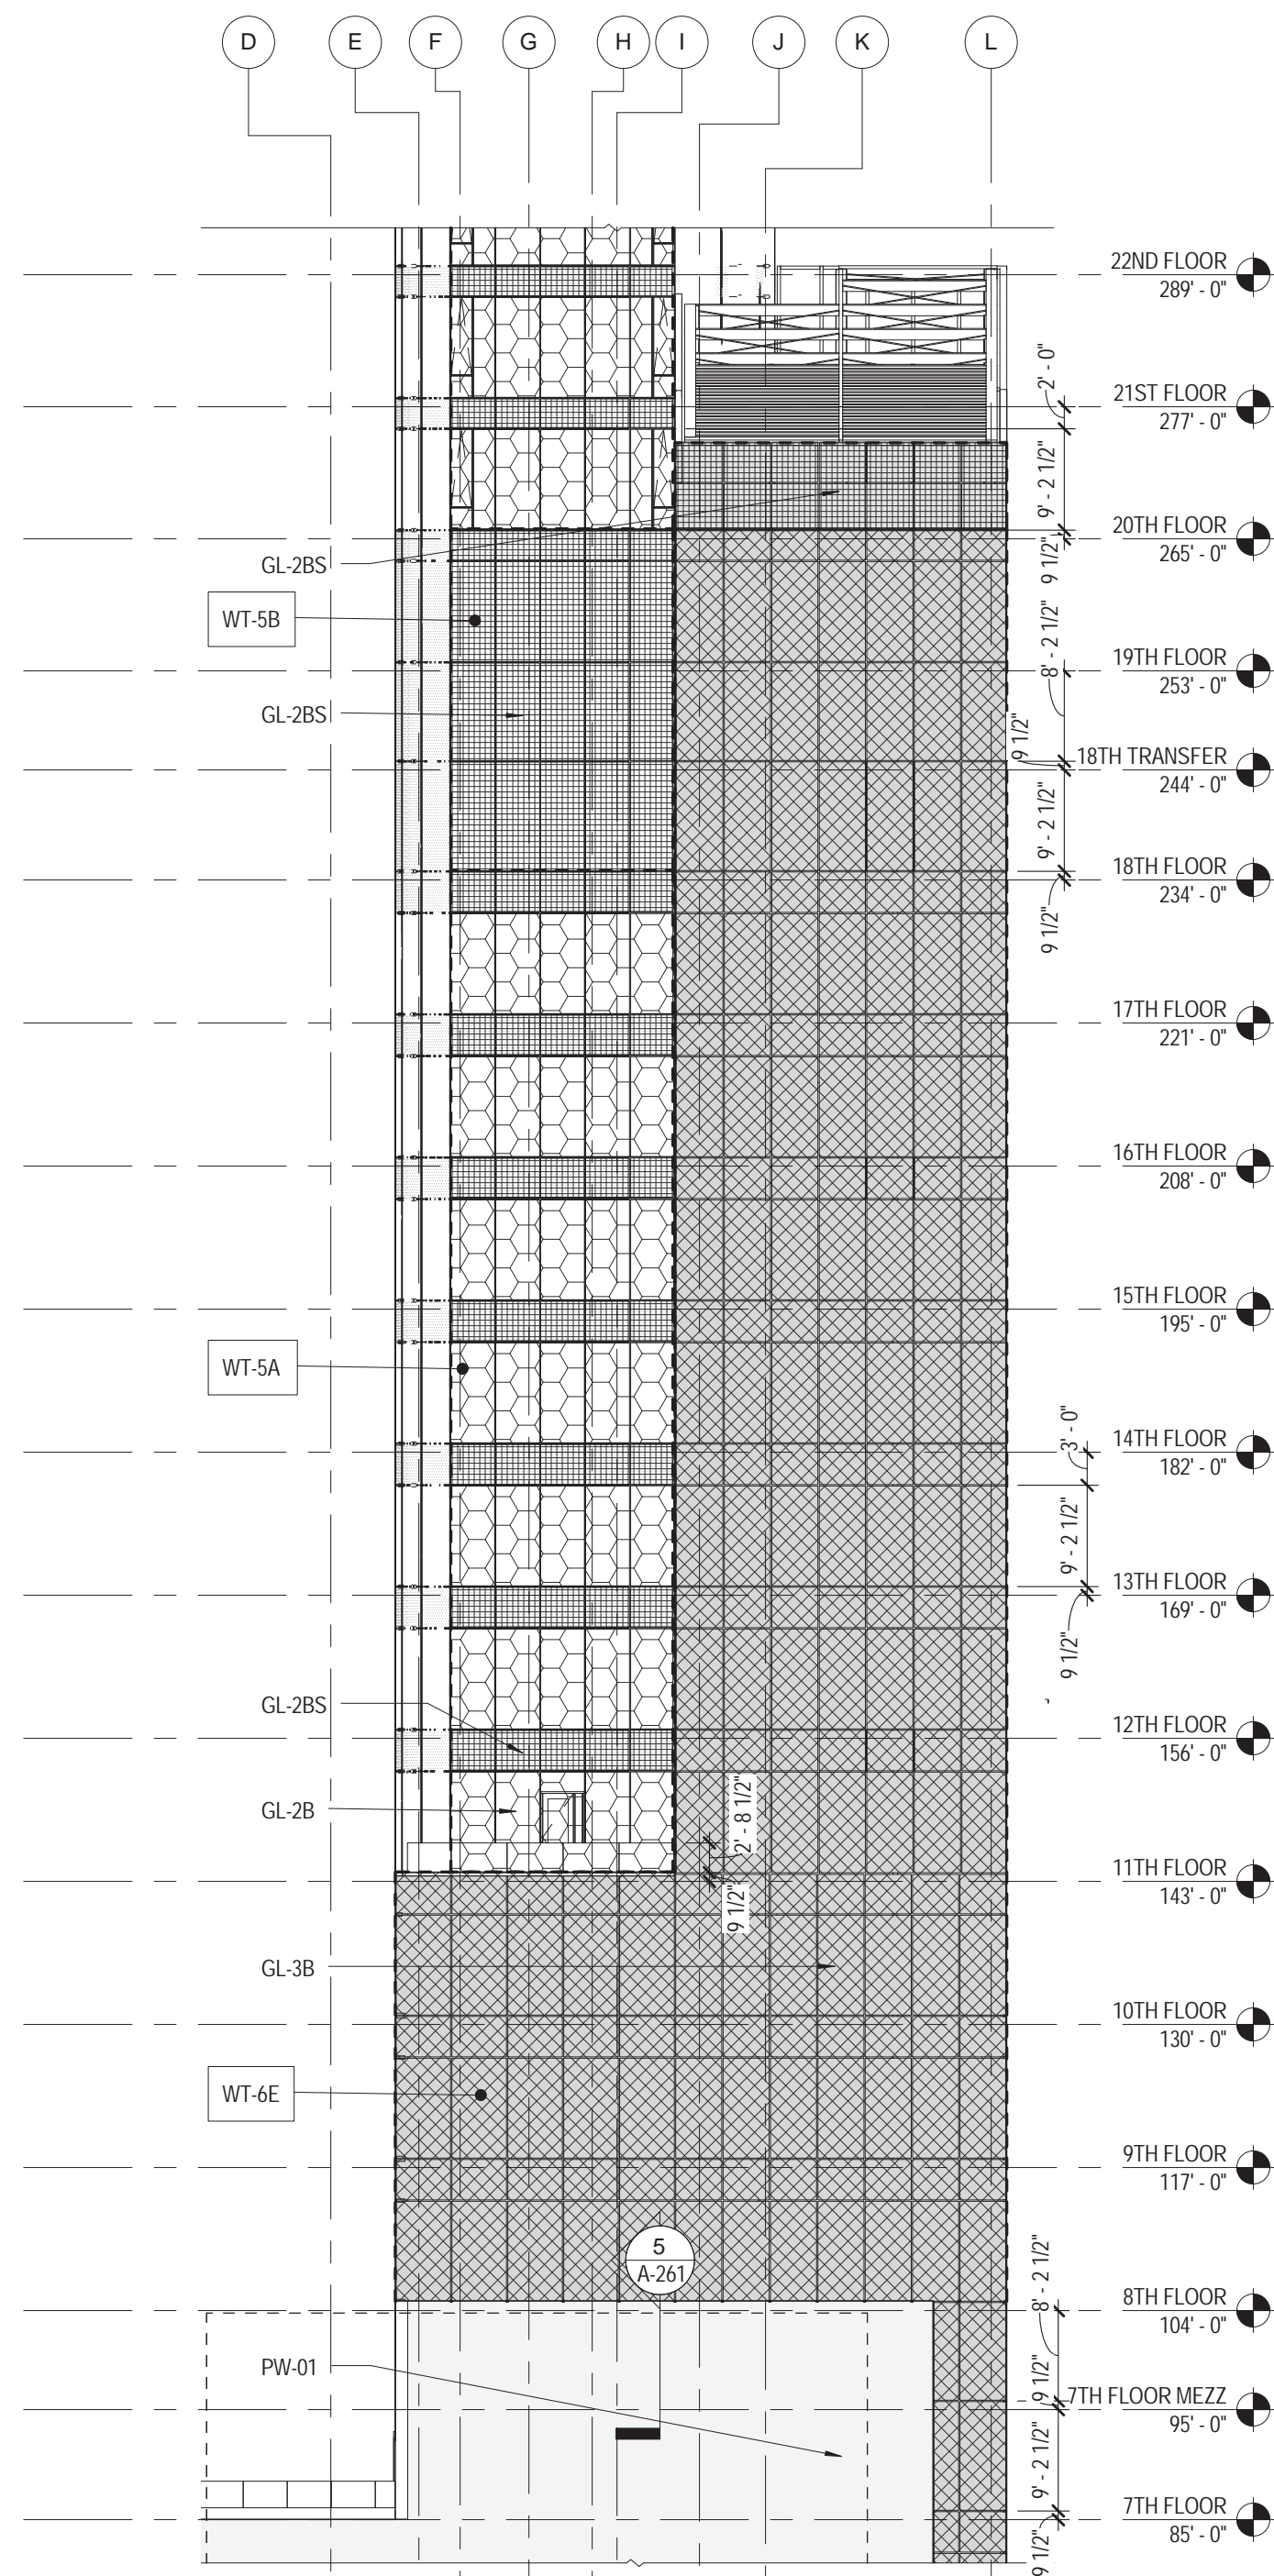 D E F G H I J K L
22ND FLOOR
289' - 0"
2' - 0"
21ST FLOOR
277' - 0"
9' - 2 1/2"
20TH FLOOR
265' - 0"
GL-2BS
9 1/2"
WT-5B
8' - 2 1/2"
19TH FLOOR
253' - 0"
GL-2BS
9 1/2"
18TH TRANSFER
244' - 0"
9' - 2 1/2"
18TH FLOOR
234' - 0"
9 1/2"
17TH FLOOR
221' - 0"
16TH FLOOR
208' - 0"
15TH FLOOR
195' - 0"
WT-5A
3' - 0"
14TH FLOOR
182' - 0"
9' - 2 1/2"
13TH FLOOR
169' - 0"
9 1/2"
GL-2BS
12TH FLOOR
156' - 0"
GL-2B
2' - 8 1/2"
11TH FLOOR
143' - 0"
9 1/2"
GL-3B
10TH FLOOR
130' - 0"
WT-6E
9TH FLOOR
117' - 0"
5
A-261
8' - 2 1/2"
8TH FLOOR
104' - 0"
PW-01
9 1/2"
7TH FLOOR MEZZ
95' - 0"
9' - 2 1/2"
7TH FLOOR
85' - 0"
9 1/2"